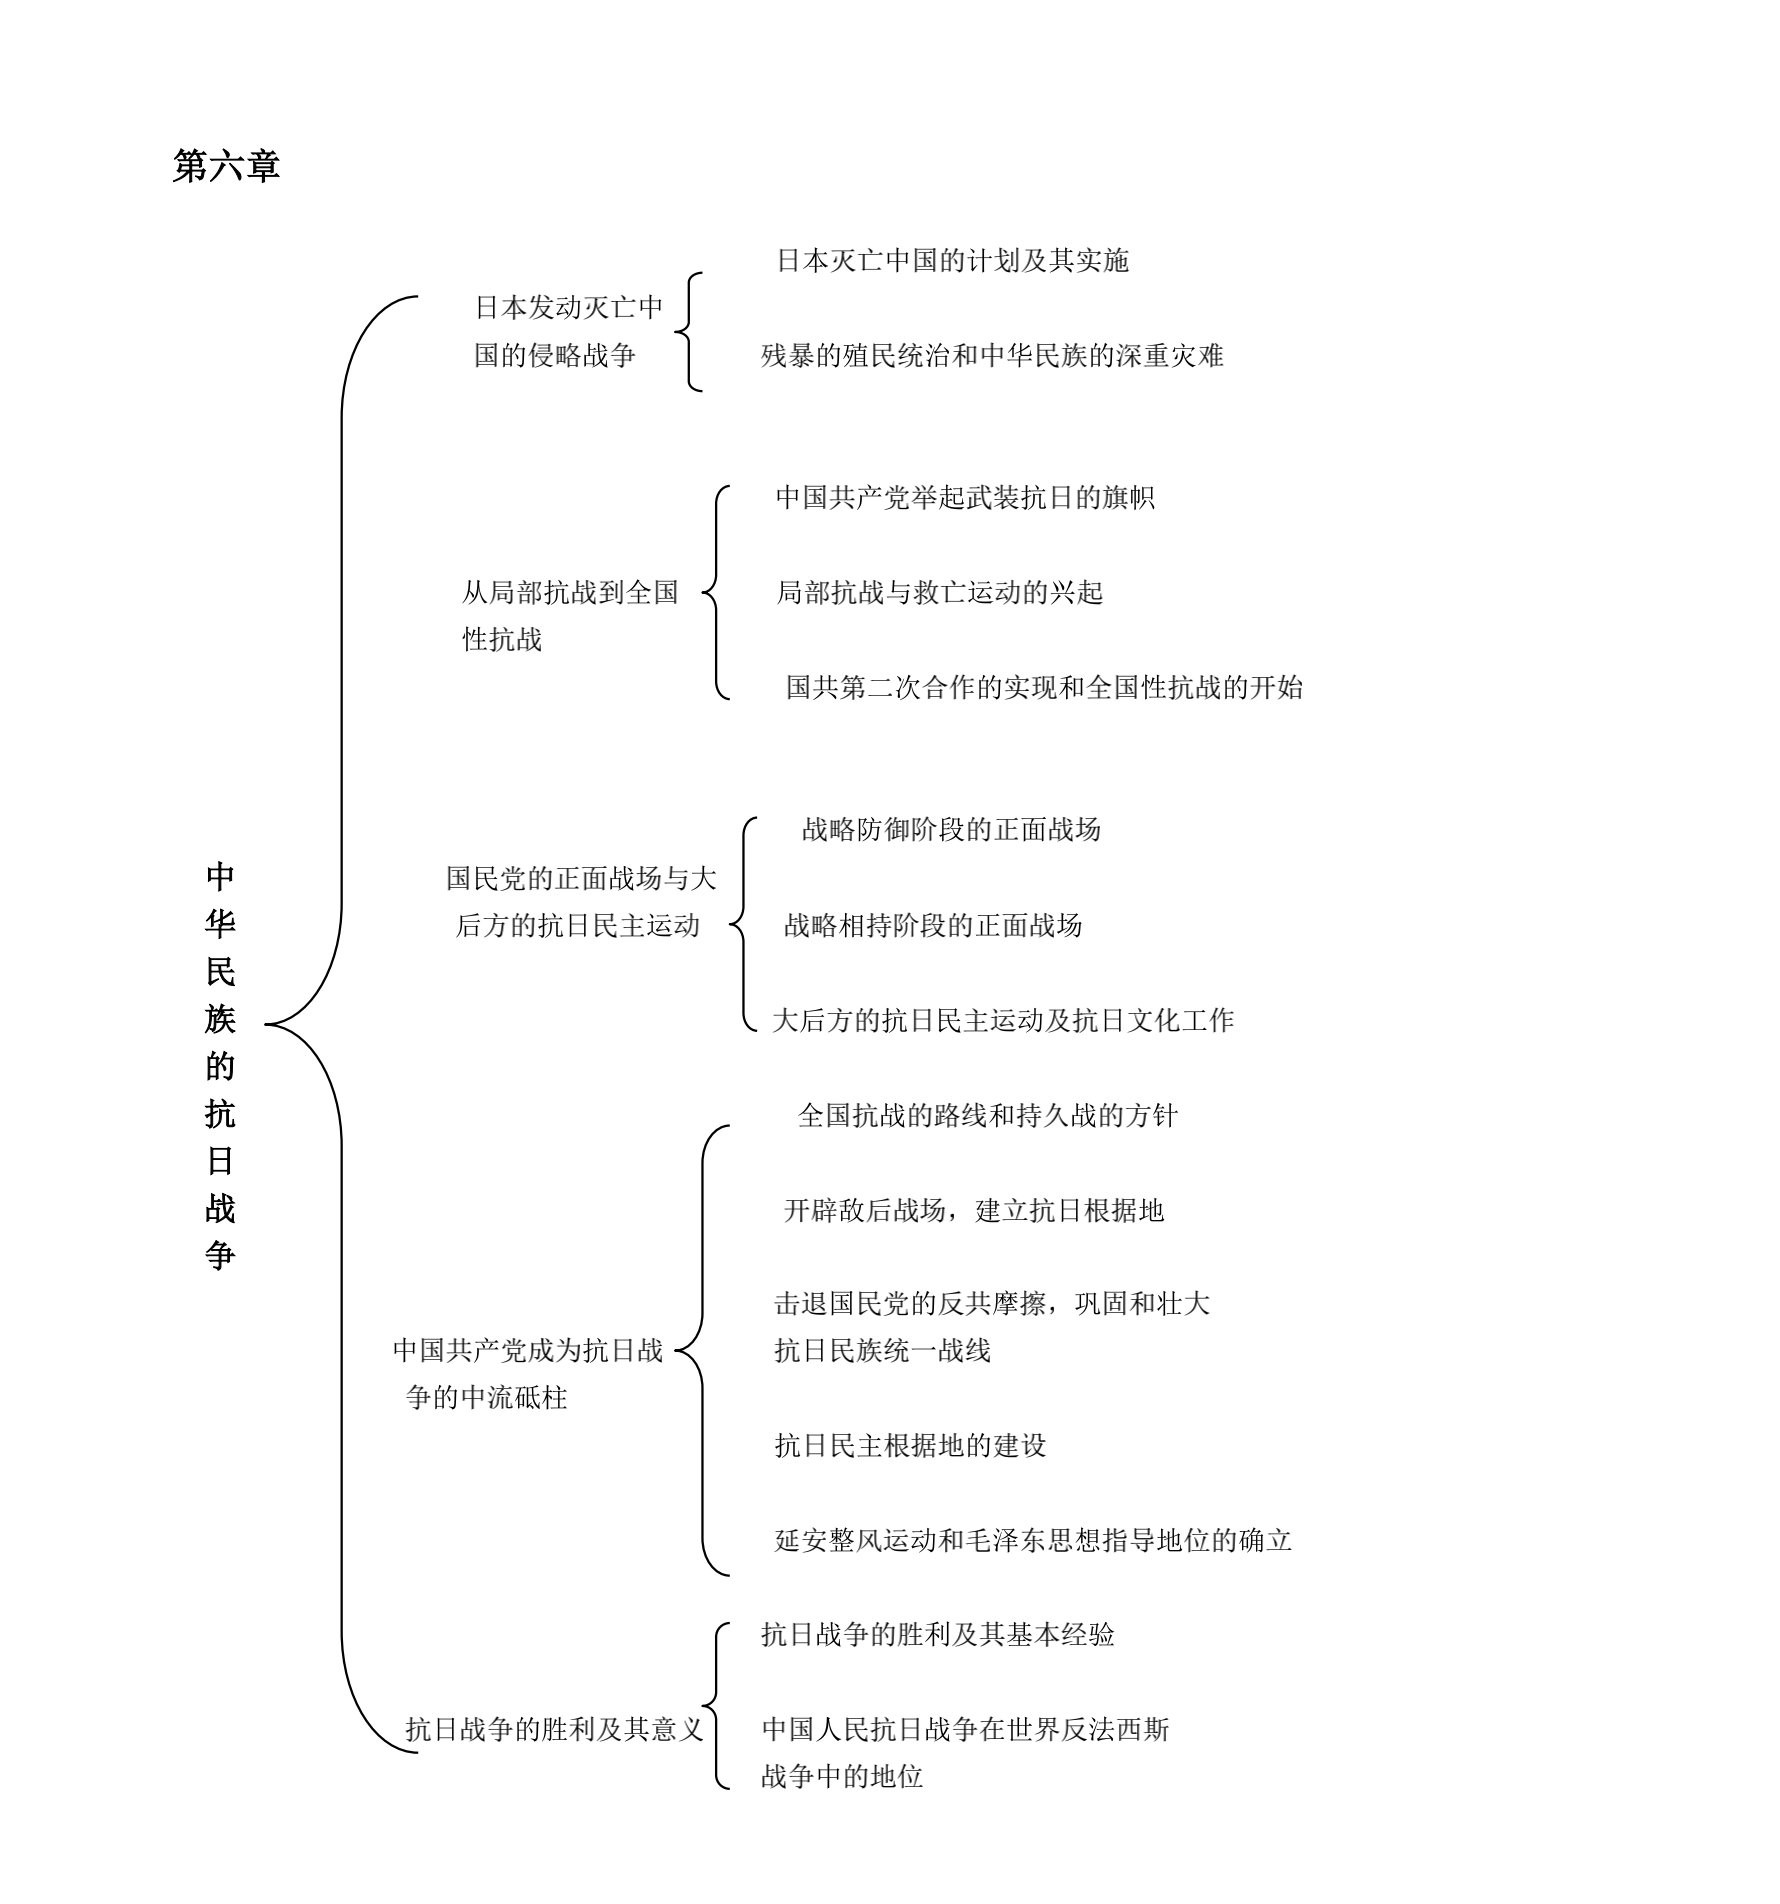 第六章
中华民族的抗日战争
日本发动灭亡中
国的侵略战争
日本灭亡中国的计划及其实施
残暴的殖民统治和中华民族的深重灾难
从局部抗战到全国
性抗战
中国共产党举起武装抗日的旗帜
局部抗战与救亡运动的兴起
国共第二次合作的实现和全国性抗战的开始
国民党的正面战场与大
后方的抗日民主运动
战略防御阶段的正面战场
战略相持阶段的正面战场
大后方的抗日民主运动及抗日文化工作
中国共产党成为抗日战
争的中流砥柱
全国抗战的路线和持久战的方针
开辟敌后战场，建立抗日根据地
击退国民党的反共摩擦，巩固和壮大
抗日民族统一战线
抗日民主根据地的建设
延安整风运动和毛泽东思想指导地位的确立
抗日战争的胜利及其意义
抗日战争的胜利及其基本经验
中国人民抗日战争在世界反法西斯
战争中的地位